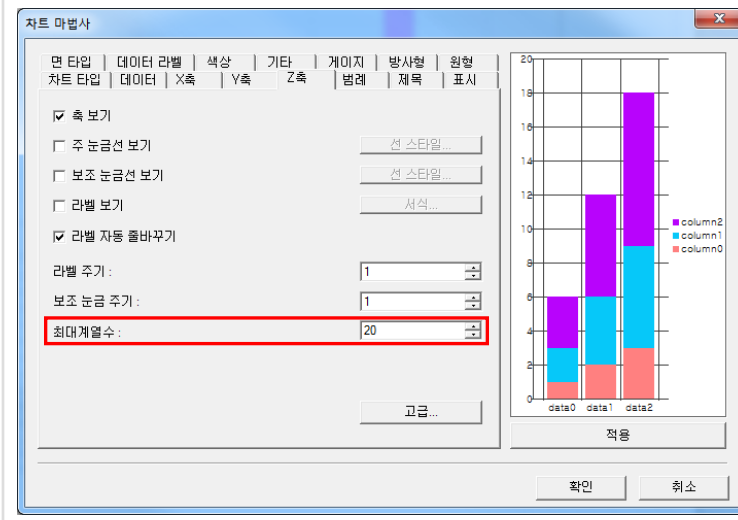 차트 마법사
면 타입 데이터 라벨 색상 기타 게이지 방사형 원형
차트 타입 데이터 X축 Y축 Z축 범례 제목 표시
축 보기
주 눈금선 보기 선 스타일...
보조 눈금선 보기 선 스타일...
라벨 보기 서식...
라벨 자동 줄바꾸기
라벨 주기 : 1
보조 눈금 주기 : 1
최대계열수 : 20
고급...
20
18
16
14
12
10
8
6
4
2
0
data0 data1 data2
column2
column1
column0
적용
확인 취소